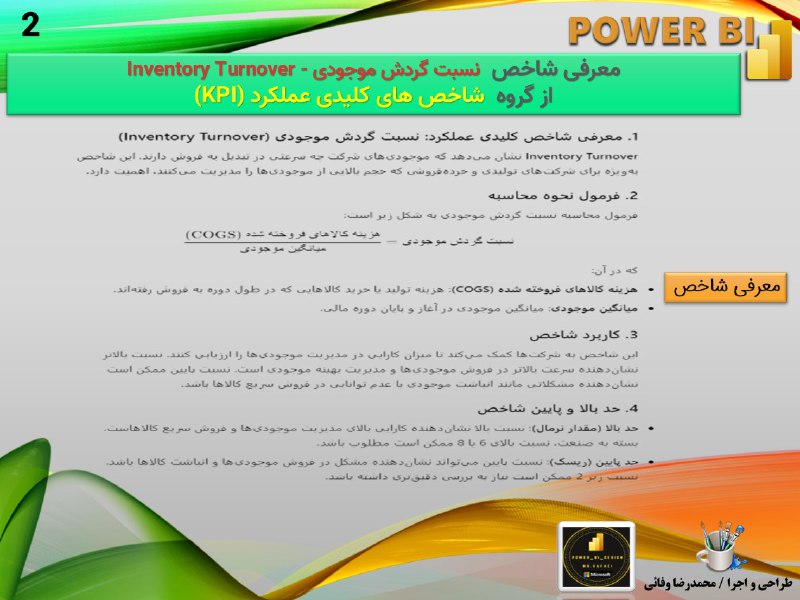 2
POWER BI
معرفی شاخص نسبت گردش موجودی - Inventory Turnover
از گروه شاخص های کلیدی عملکرد (KPI)
1. معرفی شاخص کلیدی عملکرد: نسبت گردش موجودی (Inventory Turnover)
Inventory Turnover نشان می‌دهد که موجودی‌های شرکت چه سرعتی در تبدیل به فروش دارند. این شاخص
به‌ویژه برای شرکت‌های تولیدی و خرده‌فروشی که حجم بالایی از موجودی‌ها را مدیریت می‌کنند، اهمیت دارد.
2. فرمول نحوه محاسبه
فرمول محاسبه نسبت گردش موجودی به شکل زیر است:
نسبت گردش موجودی = هزینه کالاهای فروخته شده (COGS)
میانگین موجودی
که در آن:
• هزینه کالاهای فروخته شده (COGS): هزینه تولید یا خرید کالاهایی که در طول دوره به فروش رفته‌اند.
• میانگین موجودی: میانگین موجودی در آغاز و پایان دوره مالی.
معرفی شاخص
3. کاربرد شاخص
این شاخص به شرکت‌ها کمک می‌کند تا میزان کارایی در مدیریت موجودی‌ها را ارزیابی کنند. نسبت بالاتر
نشان‌دهنده سرعت بالاتر در فروش موجودی‌ها و مدیریت بهینه موجودی است. نسبت پایین ممکن است
نشان‌دهنده مشکلاتی مانند انباشت موجودی یا عدم توانایی در فروش سریع کالاها باشد.
4. حد بالا و پایین شاخص
• حد بالا (مقدار نرمال): نسبت بالا نشان‌دهنده کارایی بالای مدیریت موجودی‌ها و فروش سریع کالاهاست.
بسته به صنعت، نسبت بالای 6 یا 8 ممکن است مطلوب باشد.
• حد پایین (ریسک): نسبت پایین می‌تواند نشان‌دهنده مشکل در فروش موجودی‌ها و انباشت کالاها باشد.
نسبت زیر 2 ممکن است نیاز به بررسی دقیق‌تری داشته باشد.
POWER_BI_DESIGN
MR.VAFAEI
Microsoft
طراحی و اجرا / محمدرضا وفائی